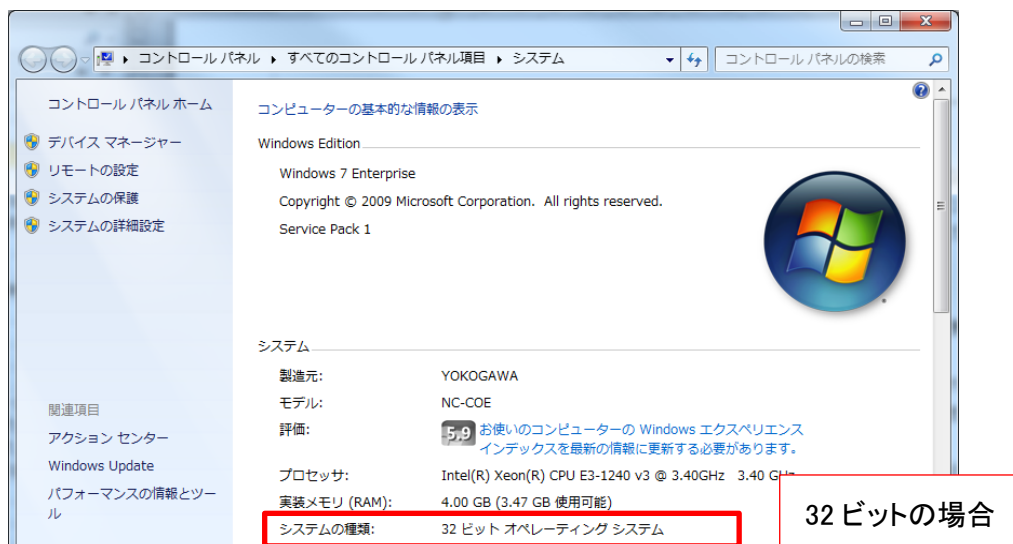 コントロール パネル ▸ すべてのコントロール パネル項目 ▸ システム
コントロール パネルの検索
コントロール パネル ホーム
デバイス マネージャー
リモートの設定
システムの保護
システムの詳細設定
関連項目
アクション センター
Windows Update
パフォーマンスの情報とツー
ル
コンピューターの基本的な情報の表示
Windows Edition
Windows 7 Enterprise
Copyright © 2009 Microsoft Corporation. All rights reserved.
Service Pack 1
システム
製造元: YOKOGAWA
モデル: NC-COE
評価: 5.9 お使いのコンピューターの Windows エクスペリエンス
インデックスを最新の情報に更新する必要があります。
プロセッサ: Intel(R) Xeon(R) CPU E3-1240 v3 @ 3.40GHz 3.40 GHz
実装メモリ (RAM): 4.00 GB (3.47 GB 使用可能)
システムの種類: 32 ビット オペレーティング システム
32 ビットの場合